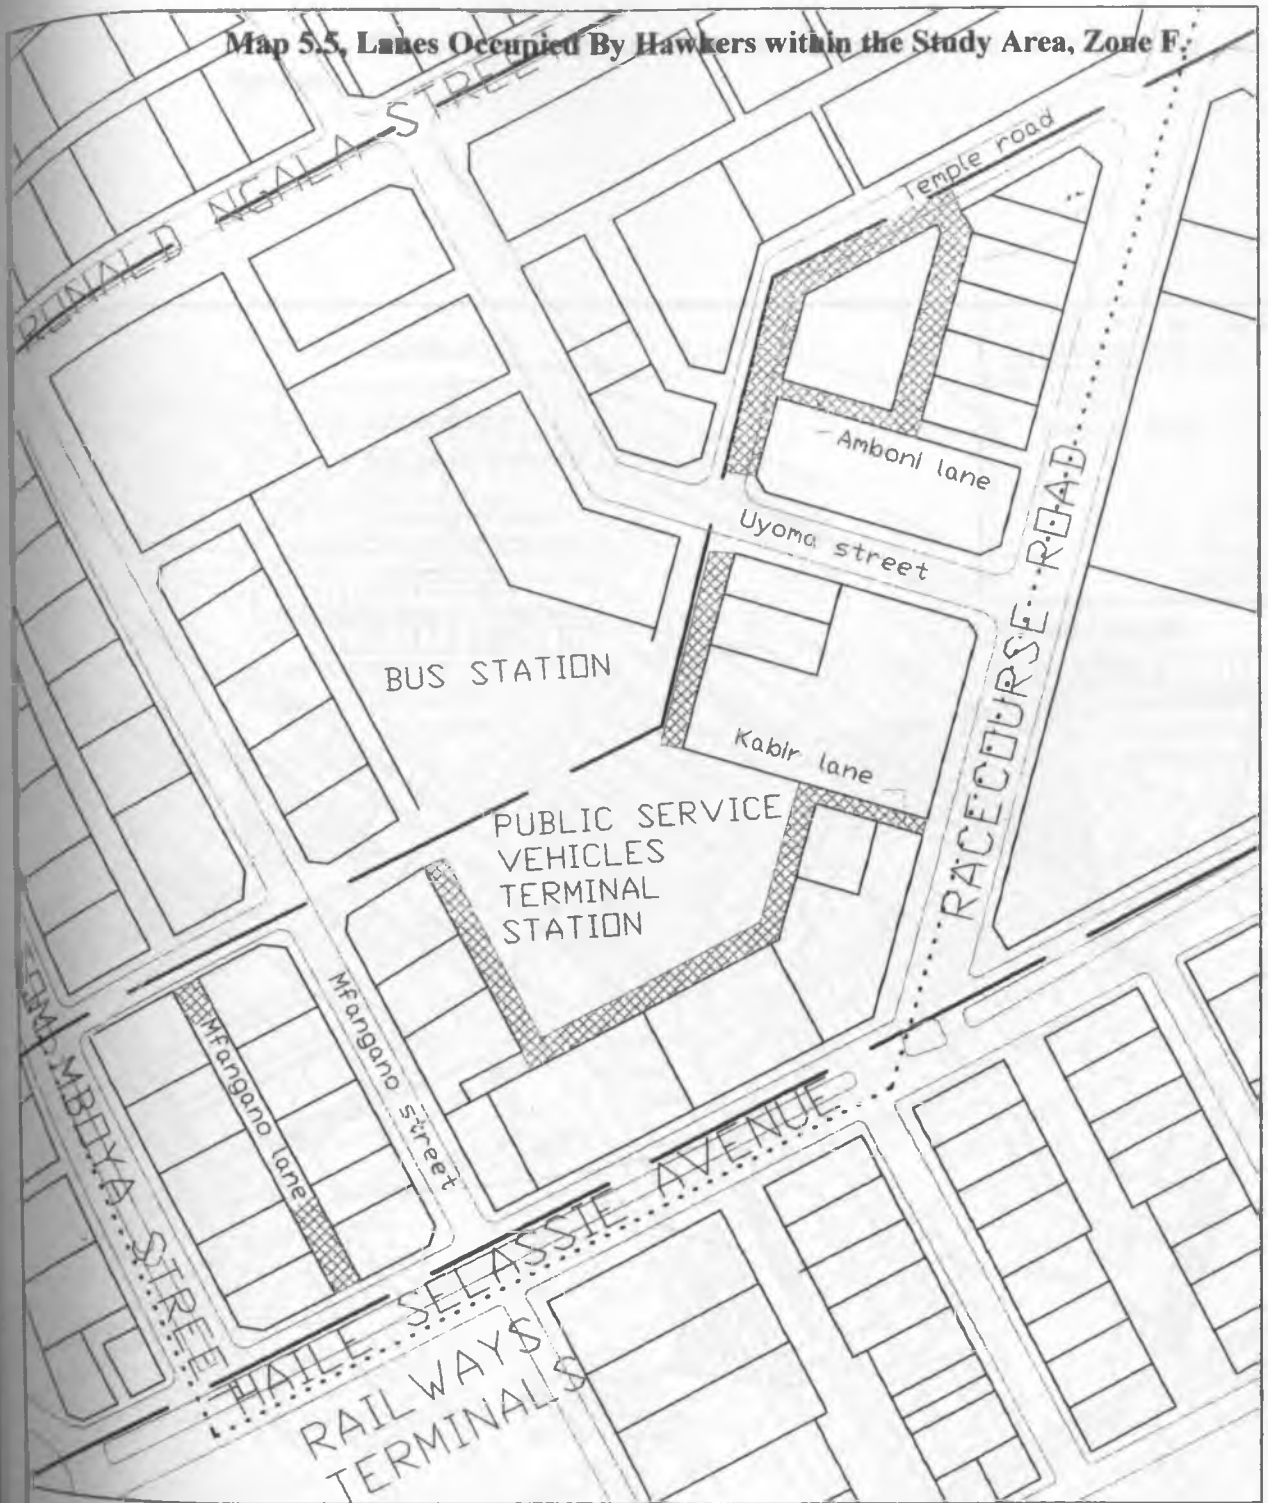 Map 5.5, Lanes Occupied By Hawkers within the Study Area, Zone F.
RONALD NGALA STREET
Temple road
Amboni lane
Uyoma street
RACECOURSE ROAD
BUS STATION
Kabir lane
PUBLIC SERVICE
VEHICLES
TERMINAL
STATION
Mfangano street
Mfangano lane
MBOYA STREE
HAILE SELASSIE AVENUE
RAILWAYS
TERMINALS